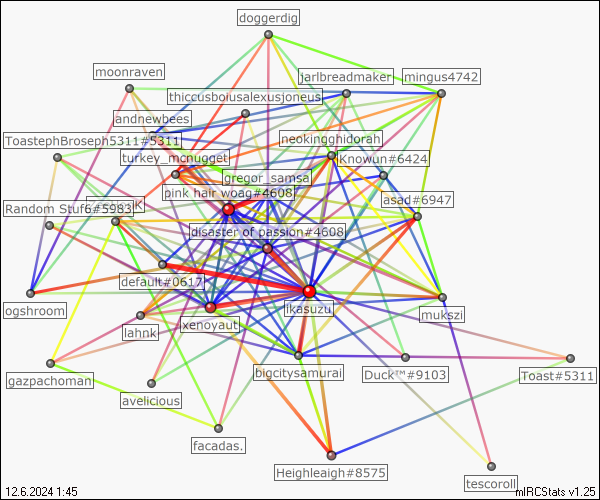 doggerdig
moonraven
jarlbreadmaker
mingus4742
thiccusboiusalexusjoneus
andnewbees
ToastephBroseph5311#5311
neokingghidorah
turkey_mcnugget
Knowun#6424
gregor_samsa
pink hair woag#4608
asad#6947
Random Stuf6#5983
disaster of passion#4608
default#0617
ogshroom
xenoyaut
likasuzu
mukszi
lahnk
bigcitysamurai
gazpachoman
Duck™#9103
Toast#5311
avelicious
facadas.
Heighleaigh#8575
tescoroll
12.6.2024 1:45
mIRCStats v1.25